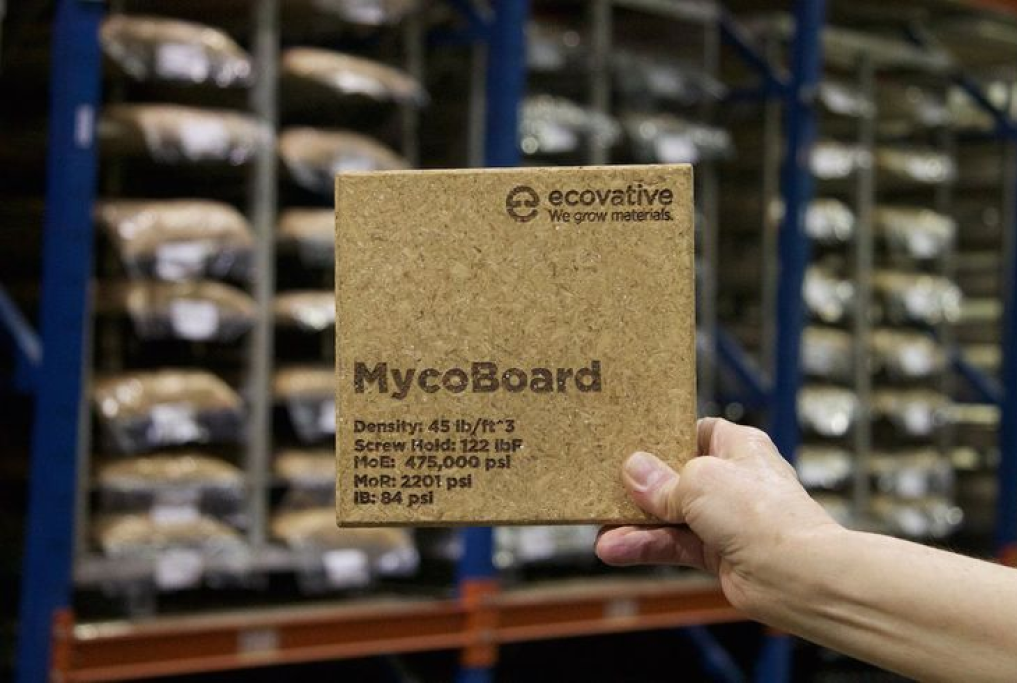 ecovative
We grow materials.
MycoBoard
Density: 45 lb/ft^3
Screw Hold: 122 lbF
MoE: 475,000 psi
MoR: 2201 psi
IB: 84 psi